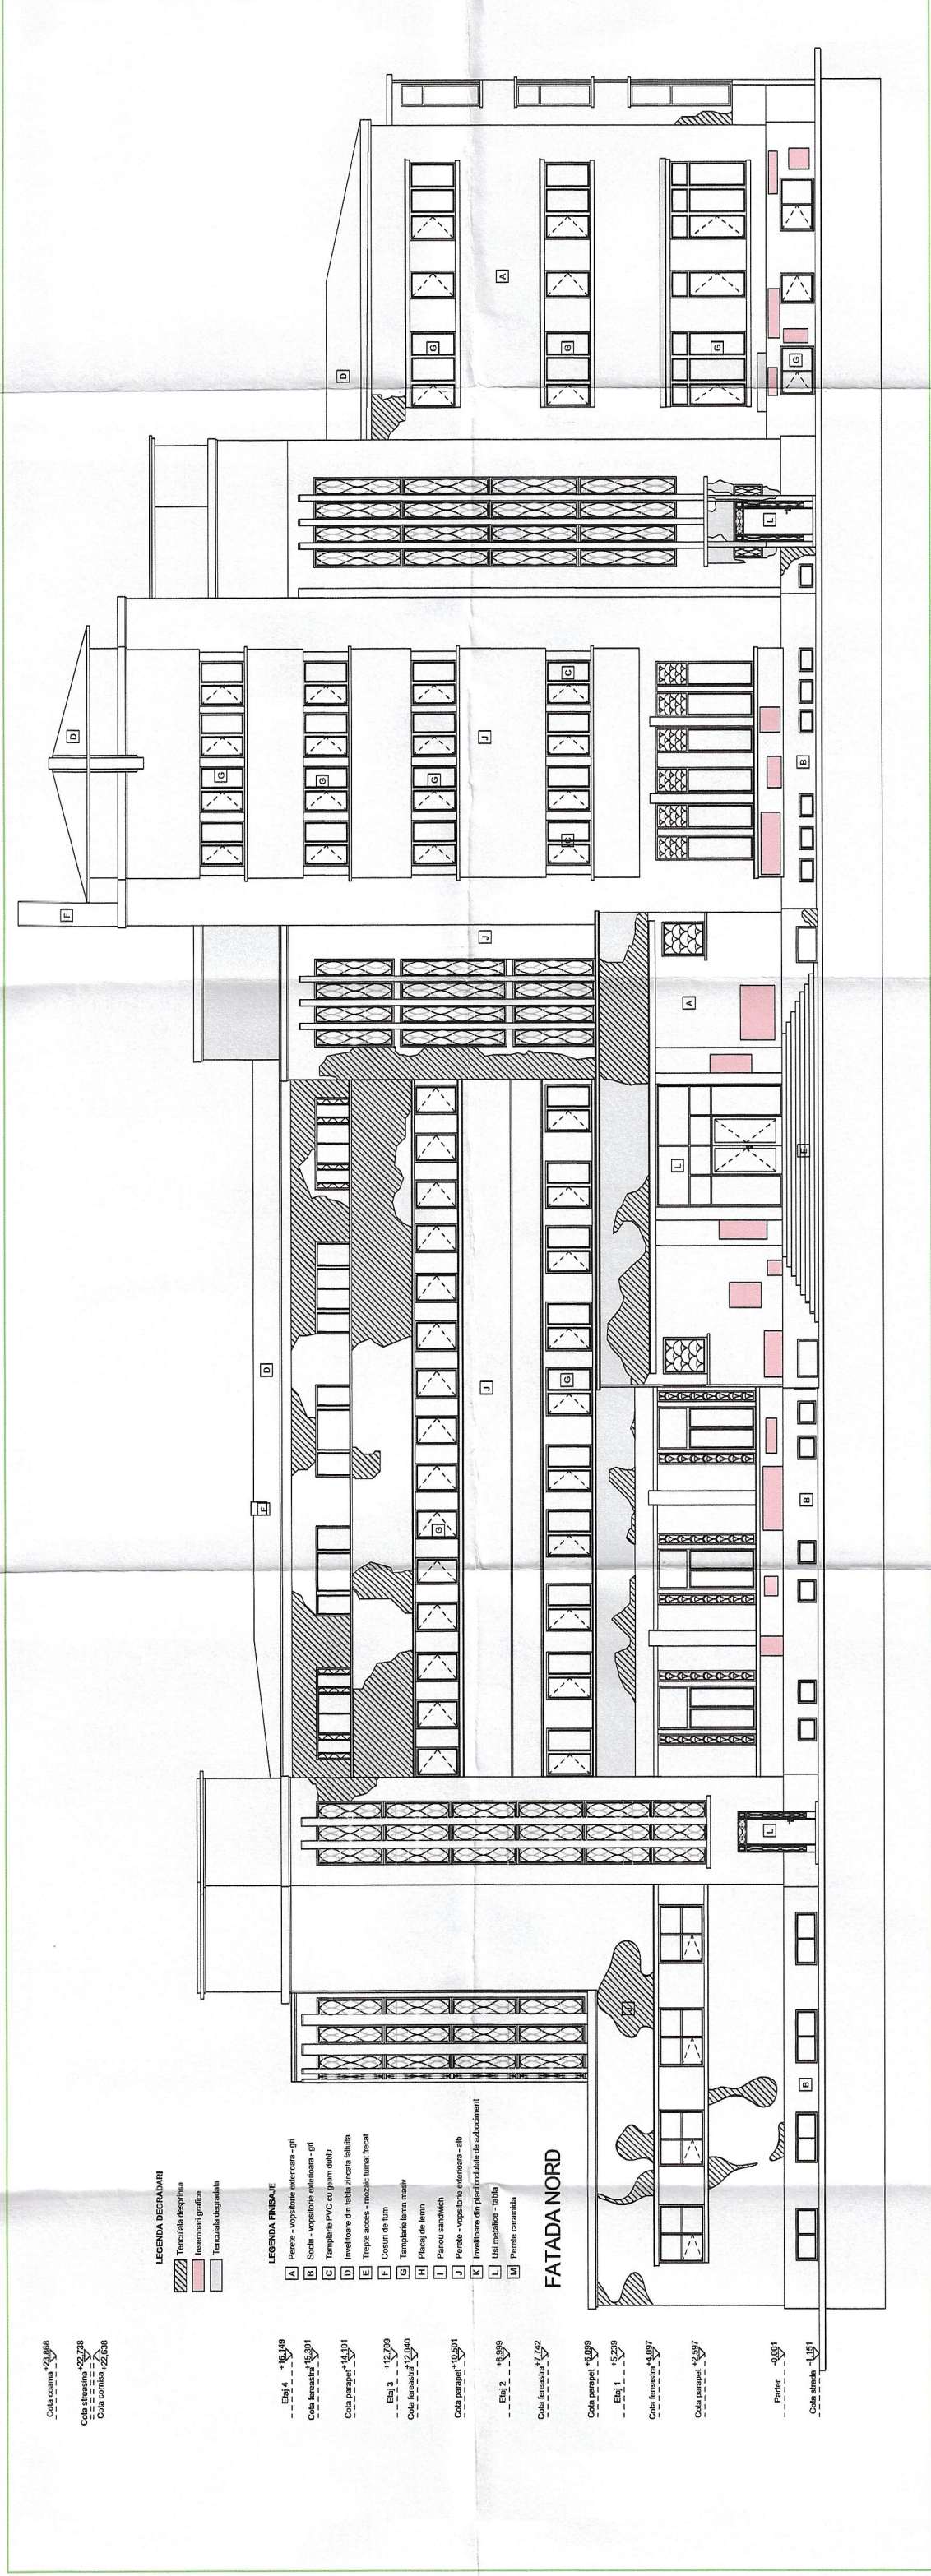 Cota coama +23,868
Cota streasina +22,738
Cota cornisa +22,638
Etaj 4 +16,149
Cota fereastra +15,301
Cota parapet +14,101
Etaj 3 +12,709
Cota fereastra +12,040
Cota parapet +10,501
Etaj 2 +8,999
Cota fereastra +7,742
Cota parapet +6,099
Etaj 1 +5,239
Cota fereastra +4,097
Cota parapet +2,597
Parter -0,001
Cota strada -1,151
LEGENDA DEGRADARI
Tencuiala desprinsa
Insemnari grafice
Tencuiala degradata
LEGENDA FINISAJE
A Perete - vopsitorie exterioara - gri
B Soclu - vopsitorie exterioara - gri
C Tamplarie PVC cu geam dublu
D Invelitoare din tabla zincata faltuita
E Trepte acces - mozaic turnat frecat
F Cosuri de fum
G Tamplarie lemn masiv
H Placaj de lemn
I Panou sandwich
J Perete - vopsitorie exterioara - alb
K Invelitoare din placi ondulate de azbociment
L Usi metalice - tabla
M Perete caramida
FATADA NORD
F
D
D
G
G
G
C
C
J
J
J
A
B
L
D
A
G
G
G
G
F
D
G
G
A
L
E
B
L
B